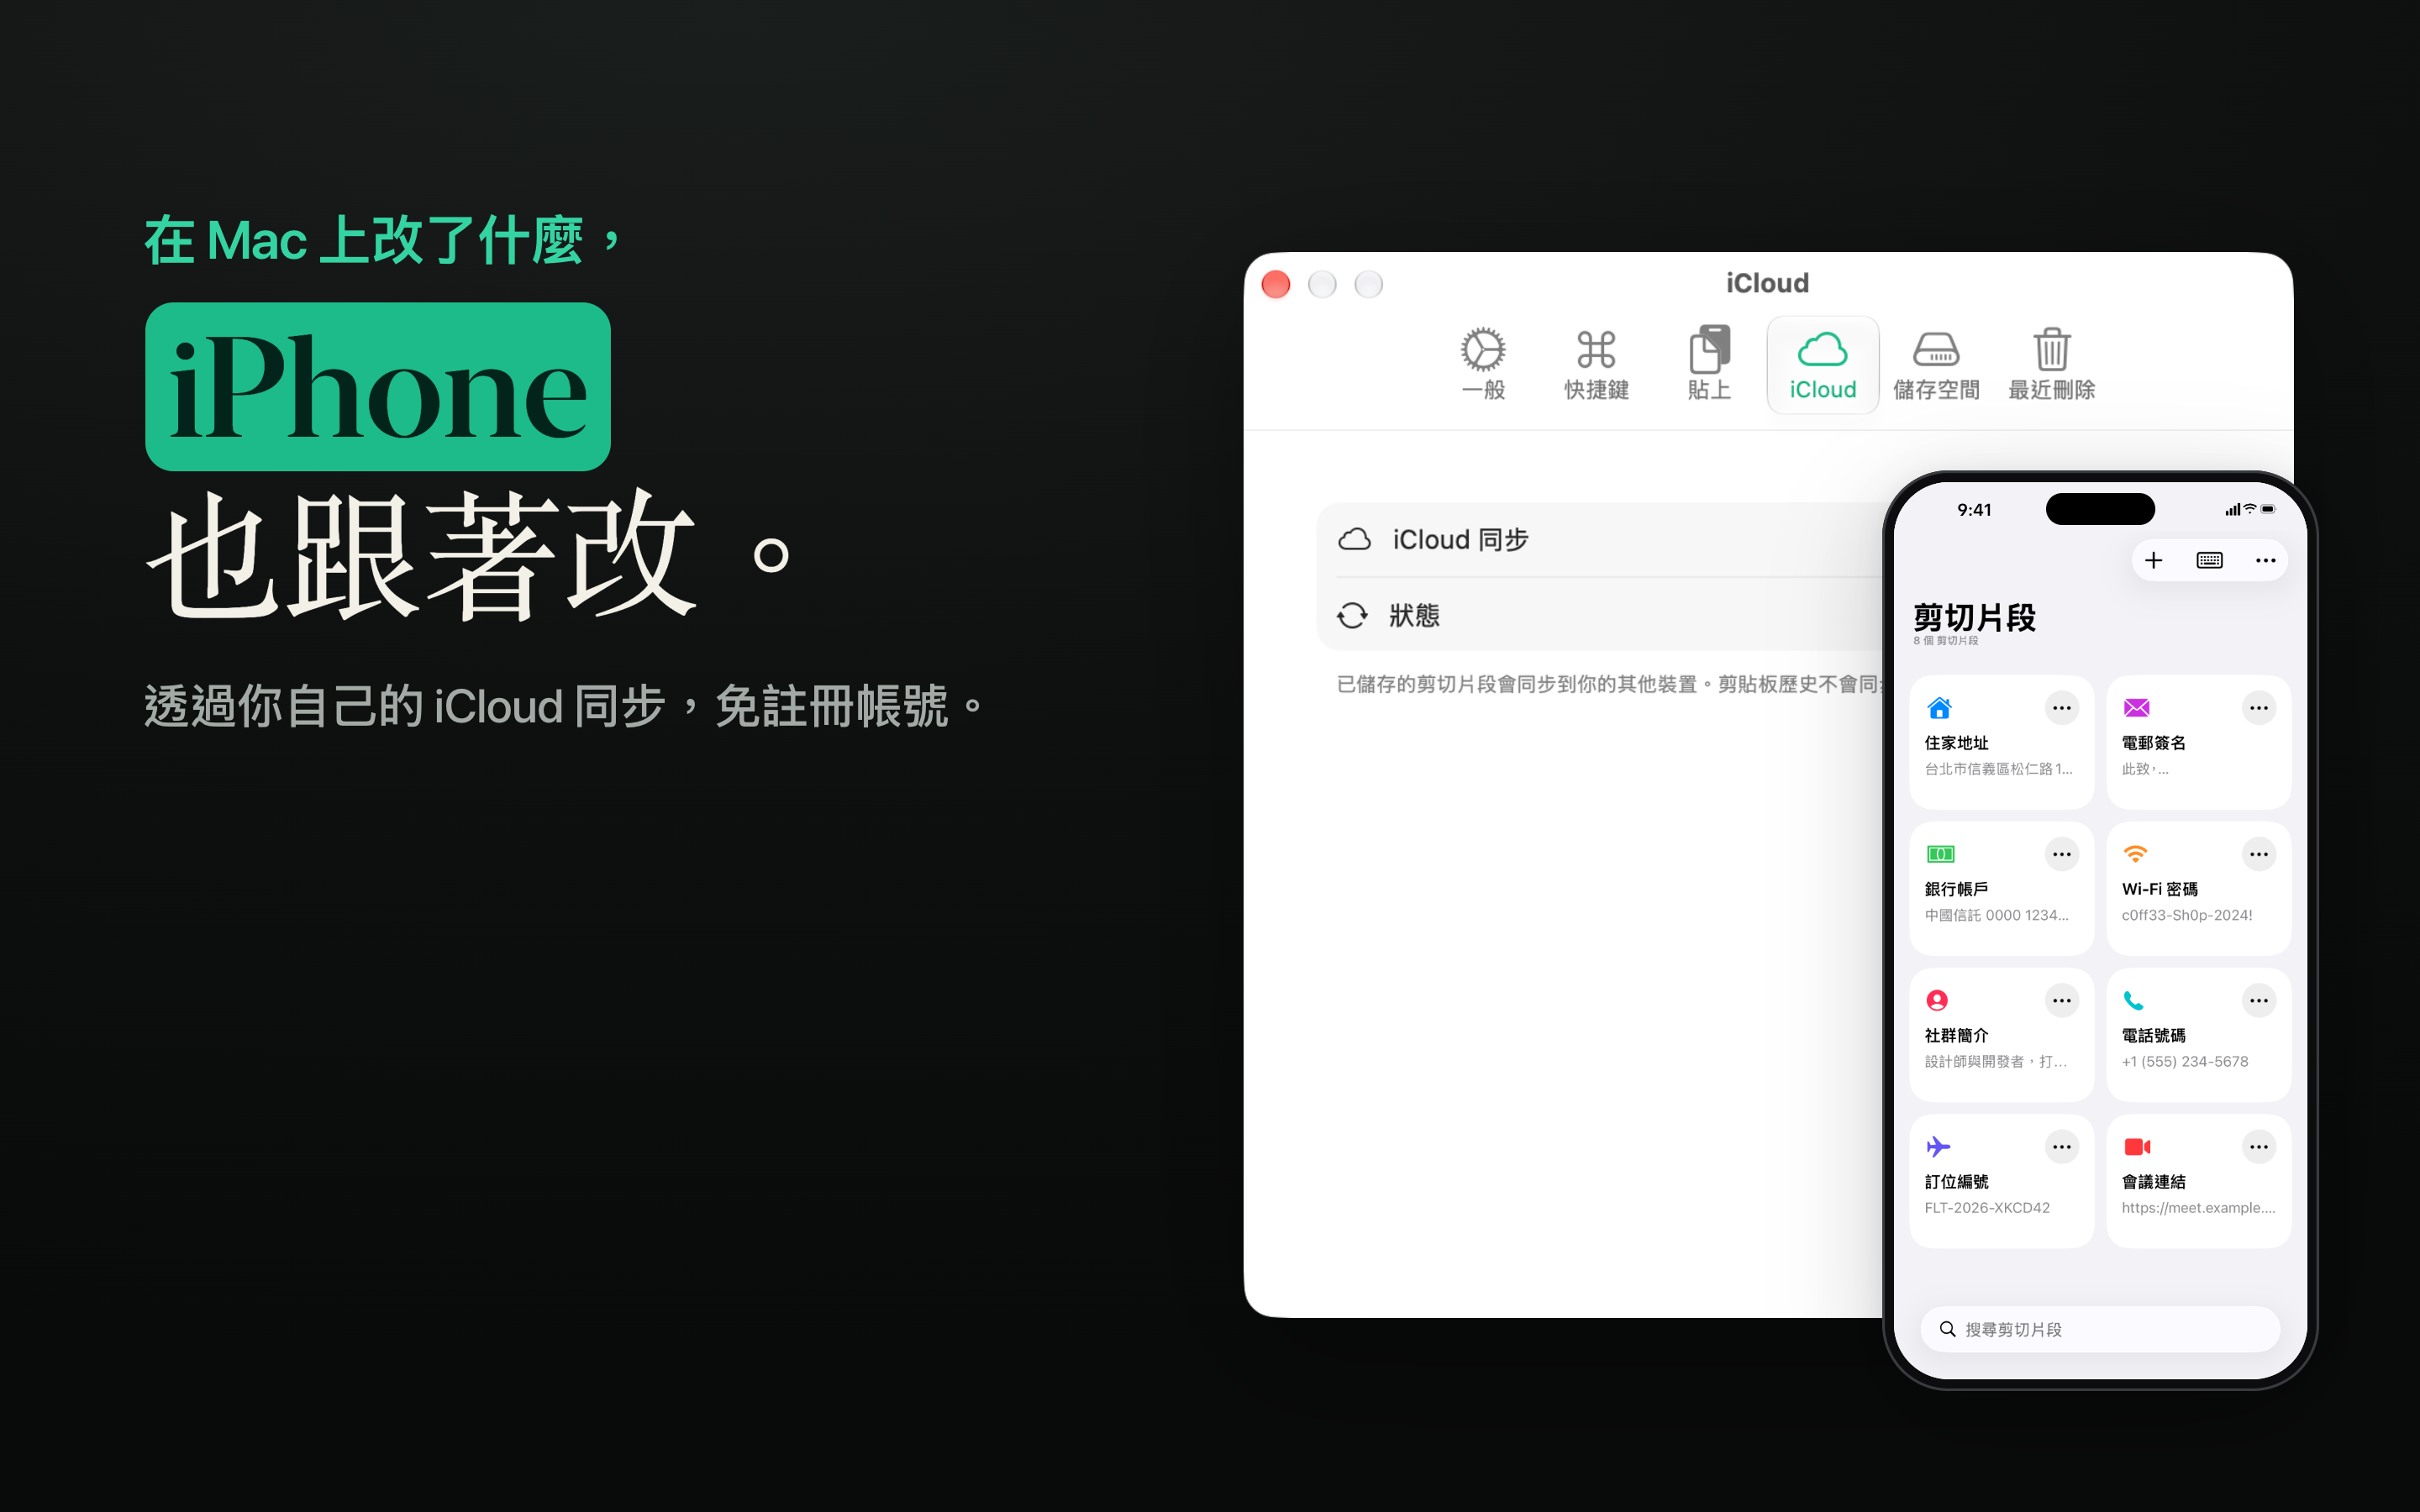 在 Mac 上改了什麼，
iPhone
也跟著改。
透過你自己的 iCloud 同步，免註冊帳號。
iCloud
一般
快捷鍵
貼上
iCloud
儲存空間
最近刪除
iCloud 同步
狀態
已儲存的剪切片段會同步到你的其他裝置。剪貼板歷史不會同
9:41
剪切片段
8 個 剪切片段
住家地址
台北市信義區松仁路 1...
電郵簽名
此致，...
銀行帳戶
中國信託 0000 1234...
Wi-Fi 密碼
c0ff33-Sh0p-2024!
社群簡介
設計師與開發者，打...
電話號碼
+1 (555) 234-5678
訂位編號
FLT-2026-XKCD42
會議連結
https://meet.example....
搜尋剪切片段